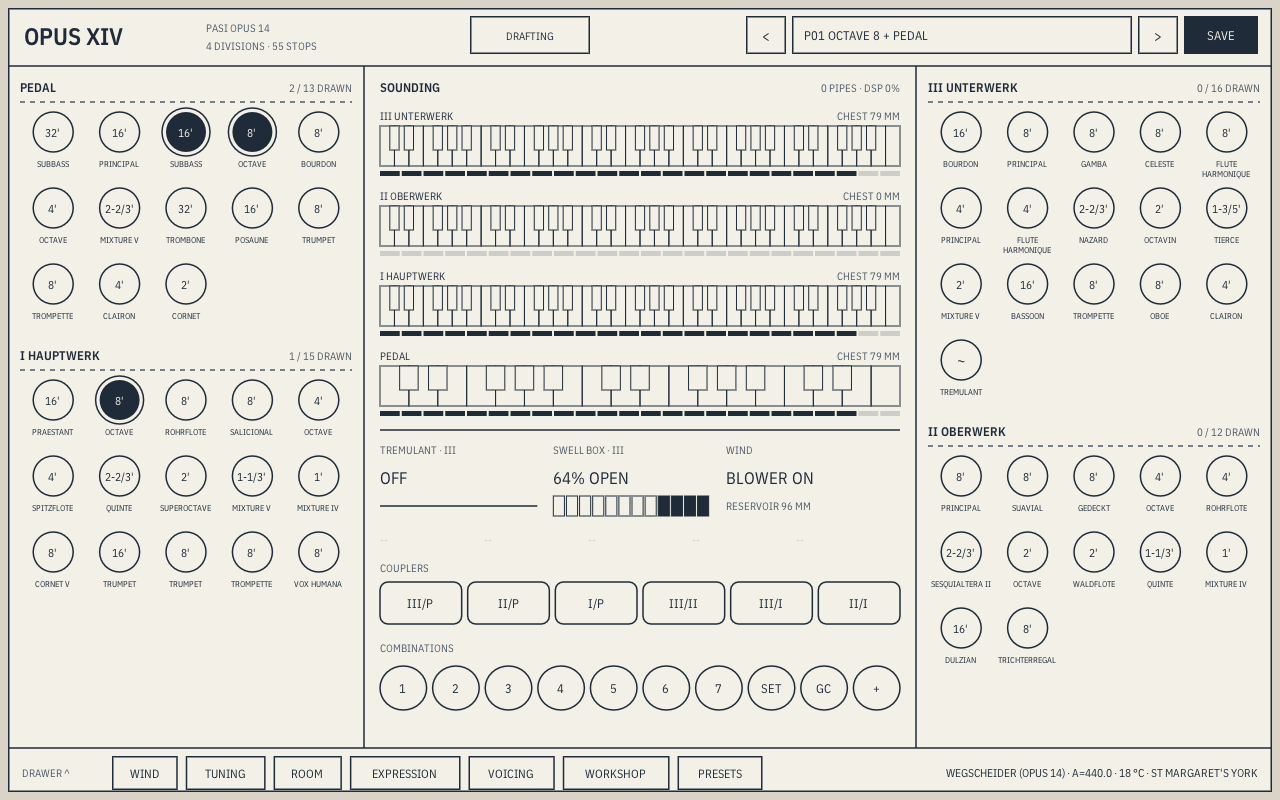 OPUS XIV
PASI OPUS 14
4 DIVISIONS · 55 STOPS
DRAFTING
<
P01 OCTAVE 8 + PEDAL
>
SAVE
PEDAL
2 / 13 DRAWN
32' 16' 16' 8' 8'
SUBBASS PRINCIPAL SUBBASS OCTAVE BOURDON
4' 2-2/3' 32' 16' 8'
OCTAVE MIXTURE V TROMBONE POSAUNE TRUMPET
8' 4' 2'
TROMPETTE CLAIRON CORNET
I HAUPTWERK
1 / 15 DRAWN
16' 8' 8' 8' 4'
PRAESTANT OCTAVE ROHRFLOTE SALICIONAL OCTAVE
4' 2-2/3' 2' 1-1/3' 1'
SPITZFLOTE QUINTE SUPEROCTAVE MIXTURE V MIXTURE IV
8' 16' 8' 8' 8'
CORNET V TRUMPET TRUMPET TROMPETTE VOX HUMANA
SOUNDING
0 PIPES · DSP 0%
III UNTERWERK
CHEST 79 MM
II OBERWERK
CHEST 0 MM
I HAUPTWERK
CHEST 79 MM
PEDAL
CHEST 79 MM
TREMULANT · III
OFF
SWELL BOX · III
64% OPEN
WIND
BLOWER ON
RESERVOIR 96 MM
COUPLERS
III/P II/P I/P III/II III/I II/I
COMBINATIONS
1 2 3 4 5 6 7 SET GC +
III UNTERWERK
0 / 16 DRAWN
16' 8' 8' 8' 8'
BOURDON PRINCIPAL GAMBA CELESTE FLUTE
HARMONIQUE
4' 4' 2-2/3' 2' 1-3/5'
PRINCIPAL FLUTE NAZARD OCTAVIN TIERCE
HARMONIQUE
2' 16' 8' 8' 4'
MIXTURE V BASSOON TROMPETTE OBOE CLAIRON
~
TREMULANT
II OBERWERK
0 / 12 DRAWN
8' 8' 8' 4' 4'
PRINCIPAL SUAVIAL GEDECKT OCTAVE ROHRFLOTE
2-2/3' 2' 2' 1-1/3' 1'
SESQUIALTERA II OCTAVE WALDFLOTE QUINTE MIXTURE IV
16' 8'
DULZIAN TRICHTERREGAL
DRAWER ^
WIND TUNING ROOM EXPRESSION VOICING WORKSHOP PRESETS
WEGSCHEIDER (OPUS 14) · A=440.0 · 18 °C · ST MARGARET'S YORK